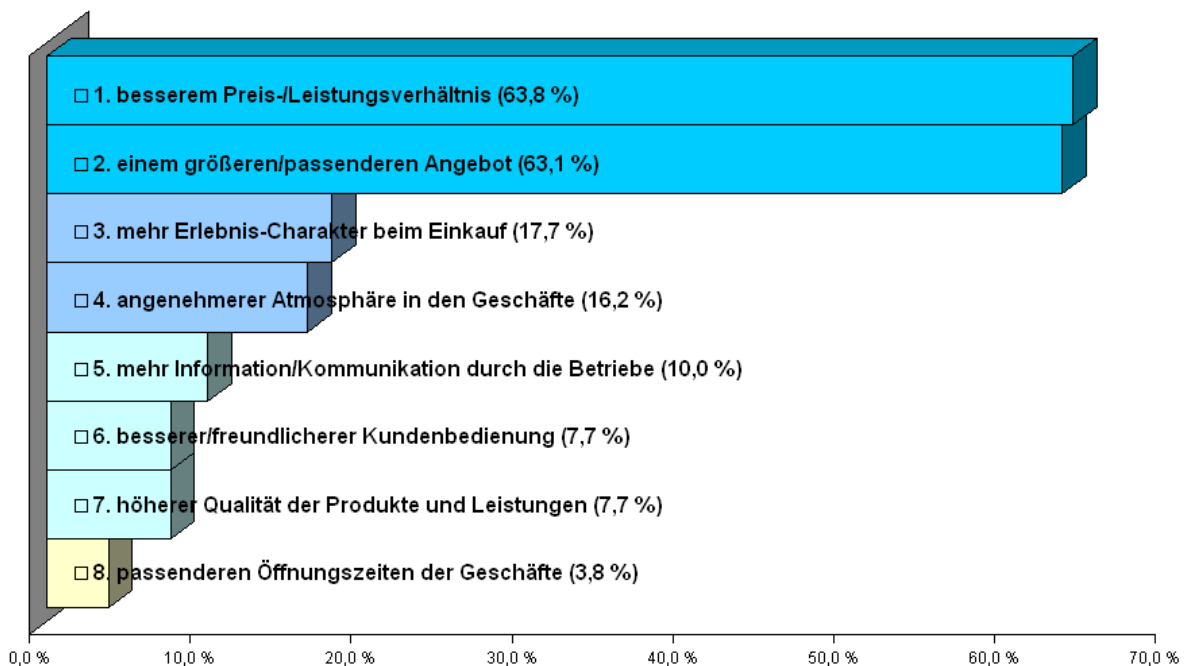 1. besserem Preis-/Leistungsverhältnis (63,8 %)
2. einem größeren/passenderen Angebot (63,1 %)
3. mehr Erlebnis-Charakter beim Einkauf (17,7 %)
4. angenehmerer Atmosphäre in den Geschäfte (16,2 %)
5. mehr Information/Kommunikation durch die Betriebe (10,0 %)
6. besserer/freundlicherer Kundenbedienung (7,7 %)
7. höherer Qualität der Produkte und Leistungen (7,7 %)
8. passenderen Öffnungszeiten der Geschäfte (3,8 %)
0,0 % 10,0 % 20,0 % 30,0 % 40,0 % 50,0 % 60,0 % 70,0 %